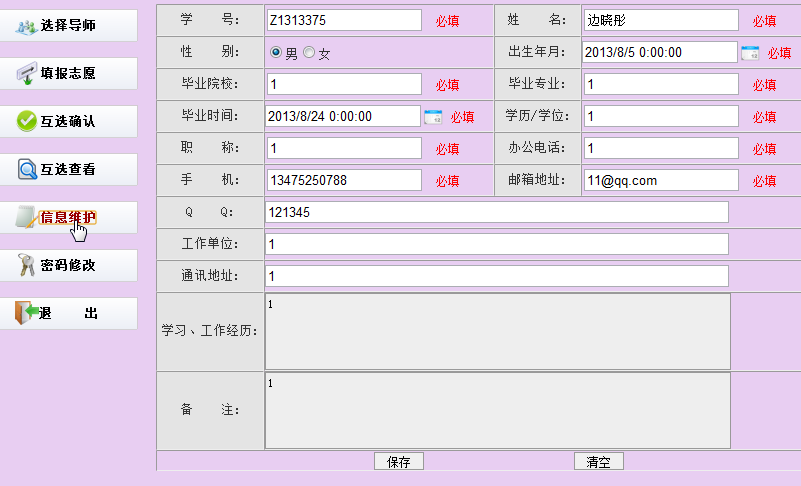 选择导师
填报志愿
互选确认
互选查看
信息维护
密码修改
退 出
学 号: Z1313375 必填 姓 名: 边晓彤 必填
性 别: 男 女 出生年月: 2013/8/5 0:00:00 必填
毕业院校: 1 必填 毕业专业: 1 必填
毕业时间: 2013/8/24 0:00:00 必填 学历/学位: 1 必填
职 称: 1 必填 办公电话: 1 必填
手 机: 13475250788 必填 邮箱地址: 11@qq.com 必填
Q Q: 121345
工作单位: 1
通讯地址: 1
学习、工作经历: 1
备 注: 1
保存 清空